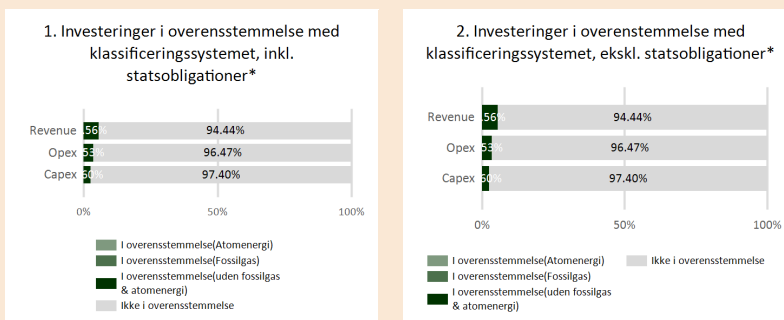 1. Investeringer i overensstemmelse med
klassificeringssystemet, inkl.
statsobligationer*
Revenue 94.44%
Opex 96.47%
Capex 97.40%
0% 50% 100%
I overensstemmelse(Atomenergi)
I overensstemmelse(Fossilgas)
I overensstemmelse(uden fossilgas
& atomenergi)
Ikke i overensstemmelse
2. Investeringer i overenstemmelse med
klassificeringssystemet, ekskl. statsobligationer*
Revenue 94.44%
Opex 96.47%
Capex 97.40%
0% 50% 100%
I overensstemmelse(Atomenergi) Ikke i overensstemmelse
I overensstemmelse(Fossilgas)
I overensstemmelse(uden fossilgas
& atomenergi)